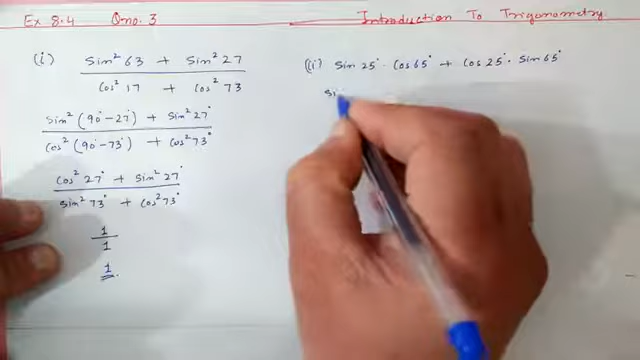 Ex 8.4 Qno. 3 Introduction To Trigonometry
(i) Sin² 63 + Sin² 27
Cos² 17 + Cos² 73
Sin² (90°-27°) + Sin² 27°
Cos² (90°-73°) + Cos² 73°
Cos² 27° + Sin² 27°
Sin² 73° + Cos² 73°
1
1
1.
(ii) Sin 25° · Cos 65° + Cos 25° · Sin 65°
Si